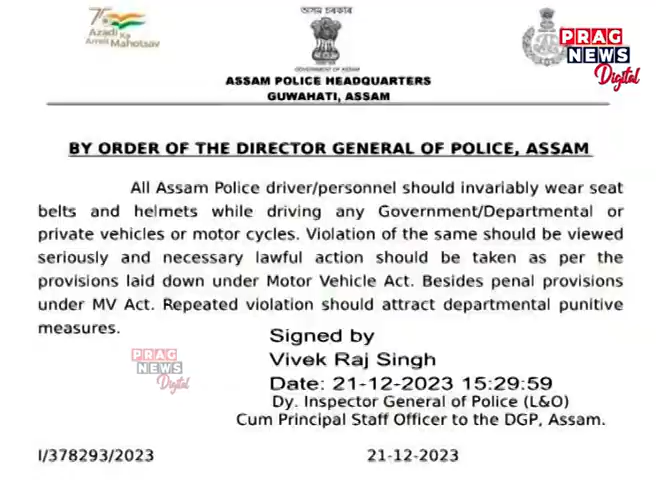 75
Azadi Ka
Amrit Mahotsav
অসম চৰকাৰ
GOVERNMENT OF ASSAM
PRAG
NEWS
Digital
ASSAM POLICE HEADQUARTERS
GUWAHATI, ASSAM
BY ORDER OF THE DIRECTOR GENERAL OF POLICE, ASSAM
All Assam Police driver/personnel should invariably wear seat
belts and helmets while driving any Government/Departmental or
private vehicles or motor cycles. Violation of the same should be viewed
seriously and necessary lawful action should be taken as per the
provisions laid down under Motor Vehicle Act. Besides penal provisions
under MV Act. Repeated violation should attract departmental punitive
measures.
PRAG
NEWS
Digital
Signed by
Vivek Raj Singh
Date: 21-12-2023 15:29:59
Dy. Inspector General of Police (L&O)
Cum Principal Staff Officer to the DGP, Assam.
I/378293/2023 21-12-2023